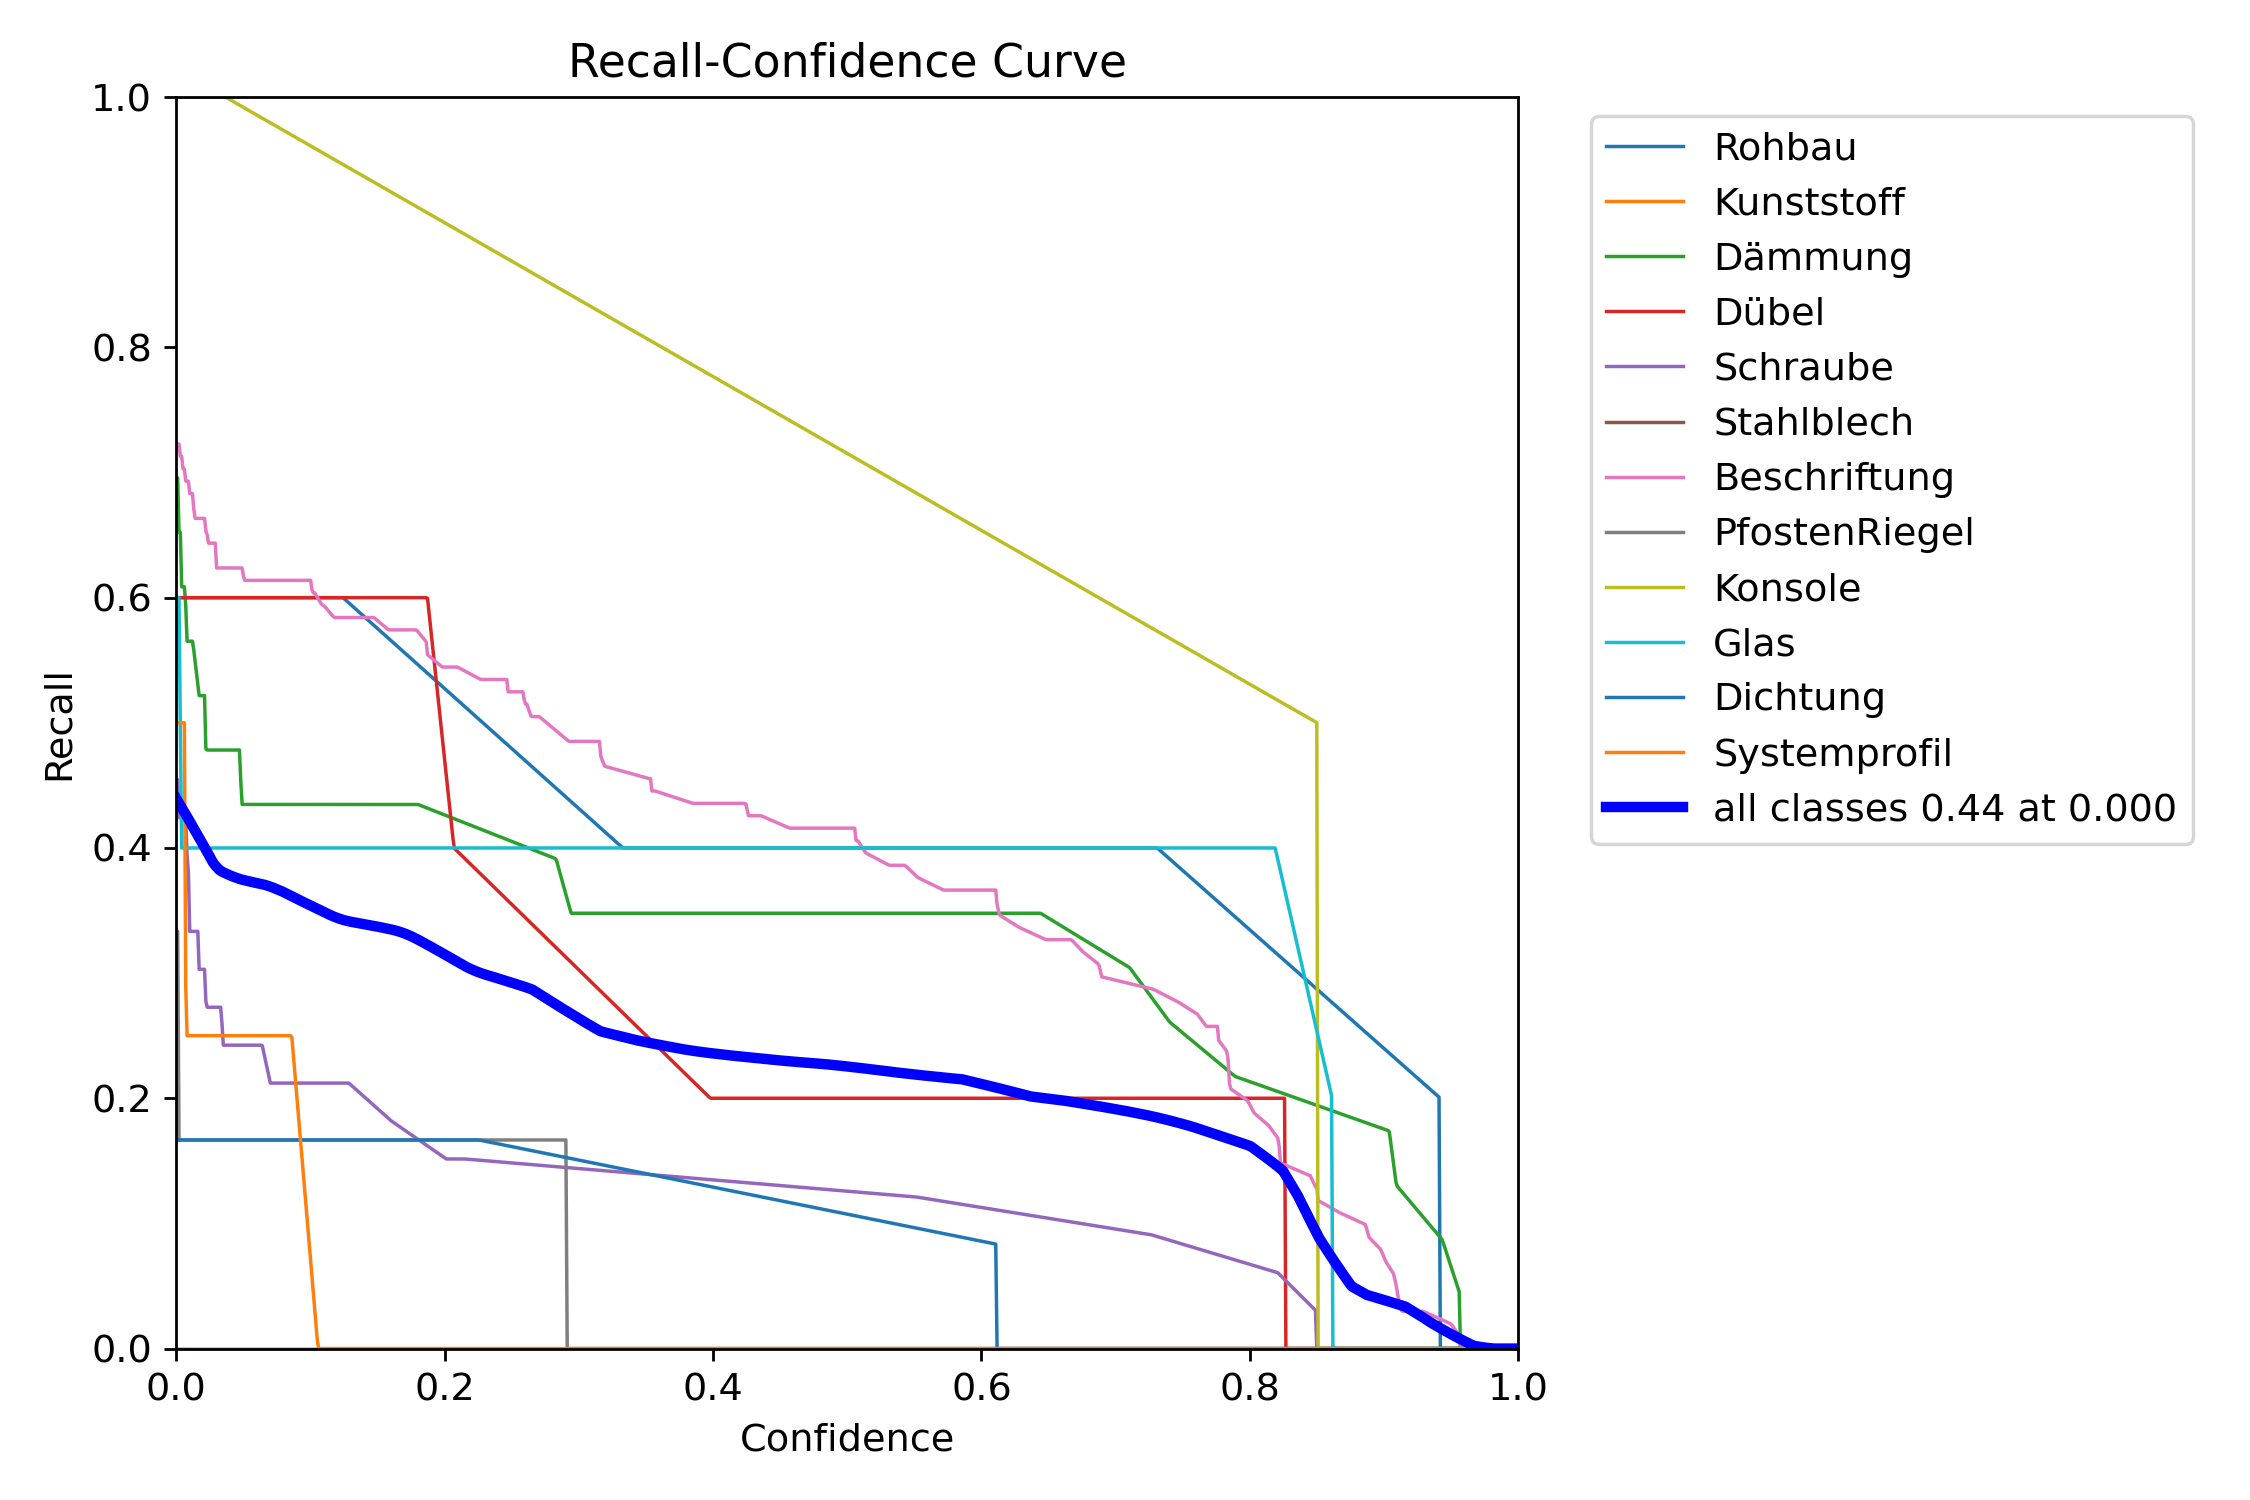 Recall-Confidence Curve
1.0
0.8
0.6
0.4
0.2
0.0
Recall
0.0 0.2 0.4 0.6 0.8 1.0
Confidence
Rohbau
Kunststoff
Dämmung
Dübel
Schraube
Stahlblech
Beschriftung
PfostenRiegel
Konsole
Glas
Dichtung
Systemprofil
all classes 0.44 at 0.000